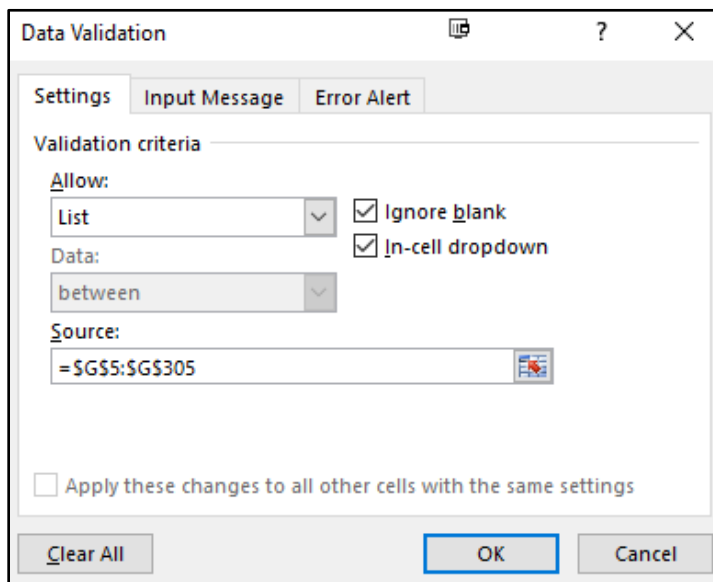 Data Validation ?
Settings Input Message Error Alert
Validation criteria
Allow:
List
Ignore blank
In-cell dropdown
Data:
between
Source:
=$G$5:$G$305
Apply these changes to all other cells with the same settings
Clear All OK Cancel